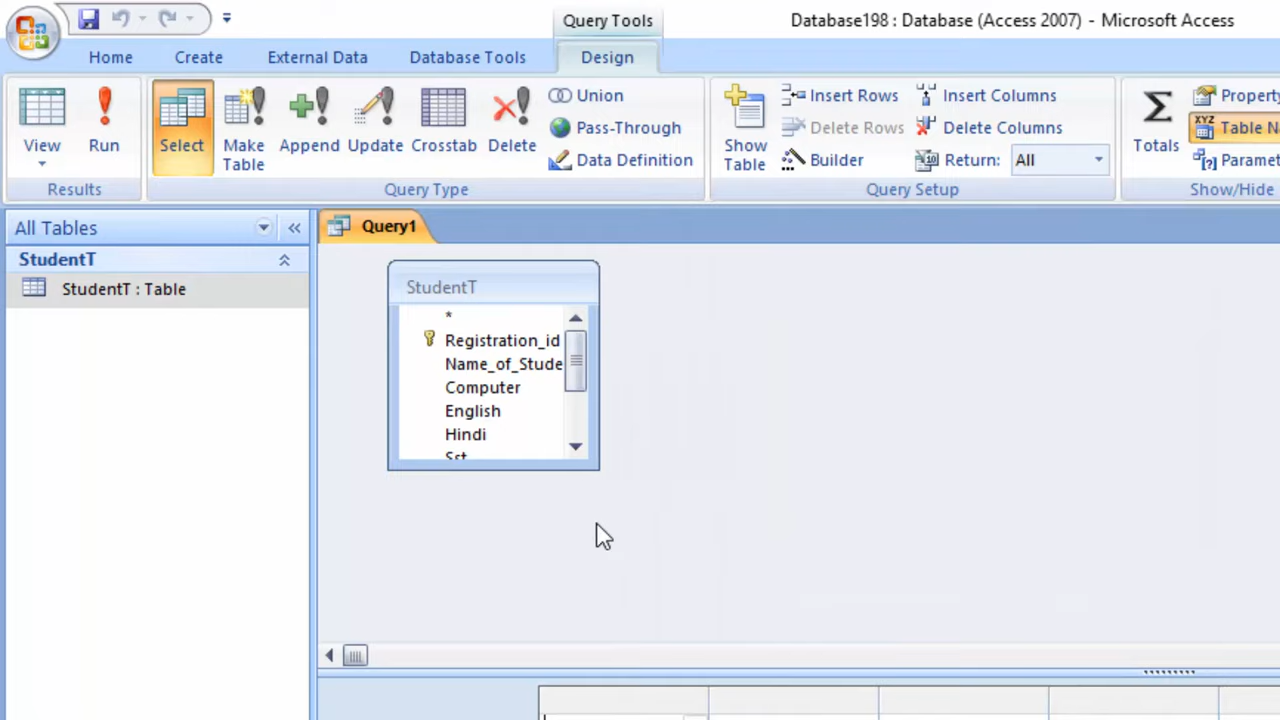 Query Tools
Database198 : Database (Access 2007) - Microsoft Access
Home
Create
External Data
Database Tools
Design
View
Run
Results
Select
Make Table
Append
Update
Crosstab
Delete
Union
Pass-Through
Data Definition
Query Type
Show Table
Insert Rows
Delete Rows
Builder
Insert Columns
Delete Columns
Return: All
Query Setup
Totals
Property
Table Na
Paramet
Show/Hide
All Tables
StudentT
StudentT : Table
Query1
StudentT
*
Registration_id
Name_of_Stude
Computer
English
Hindi
Sst